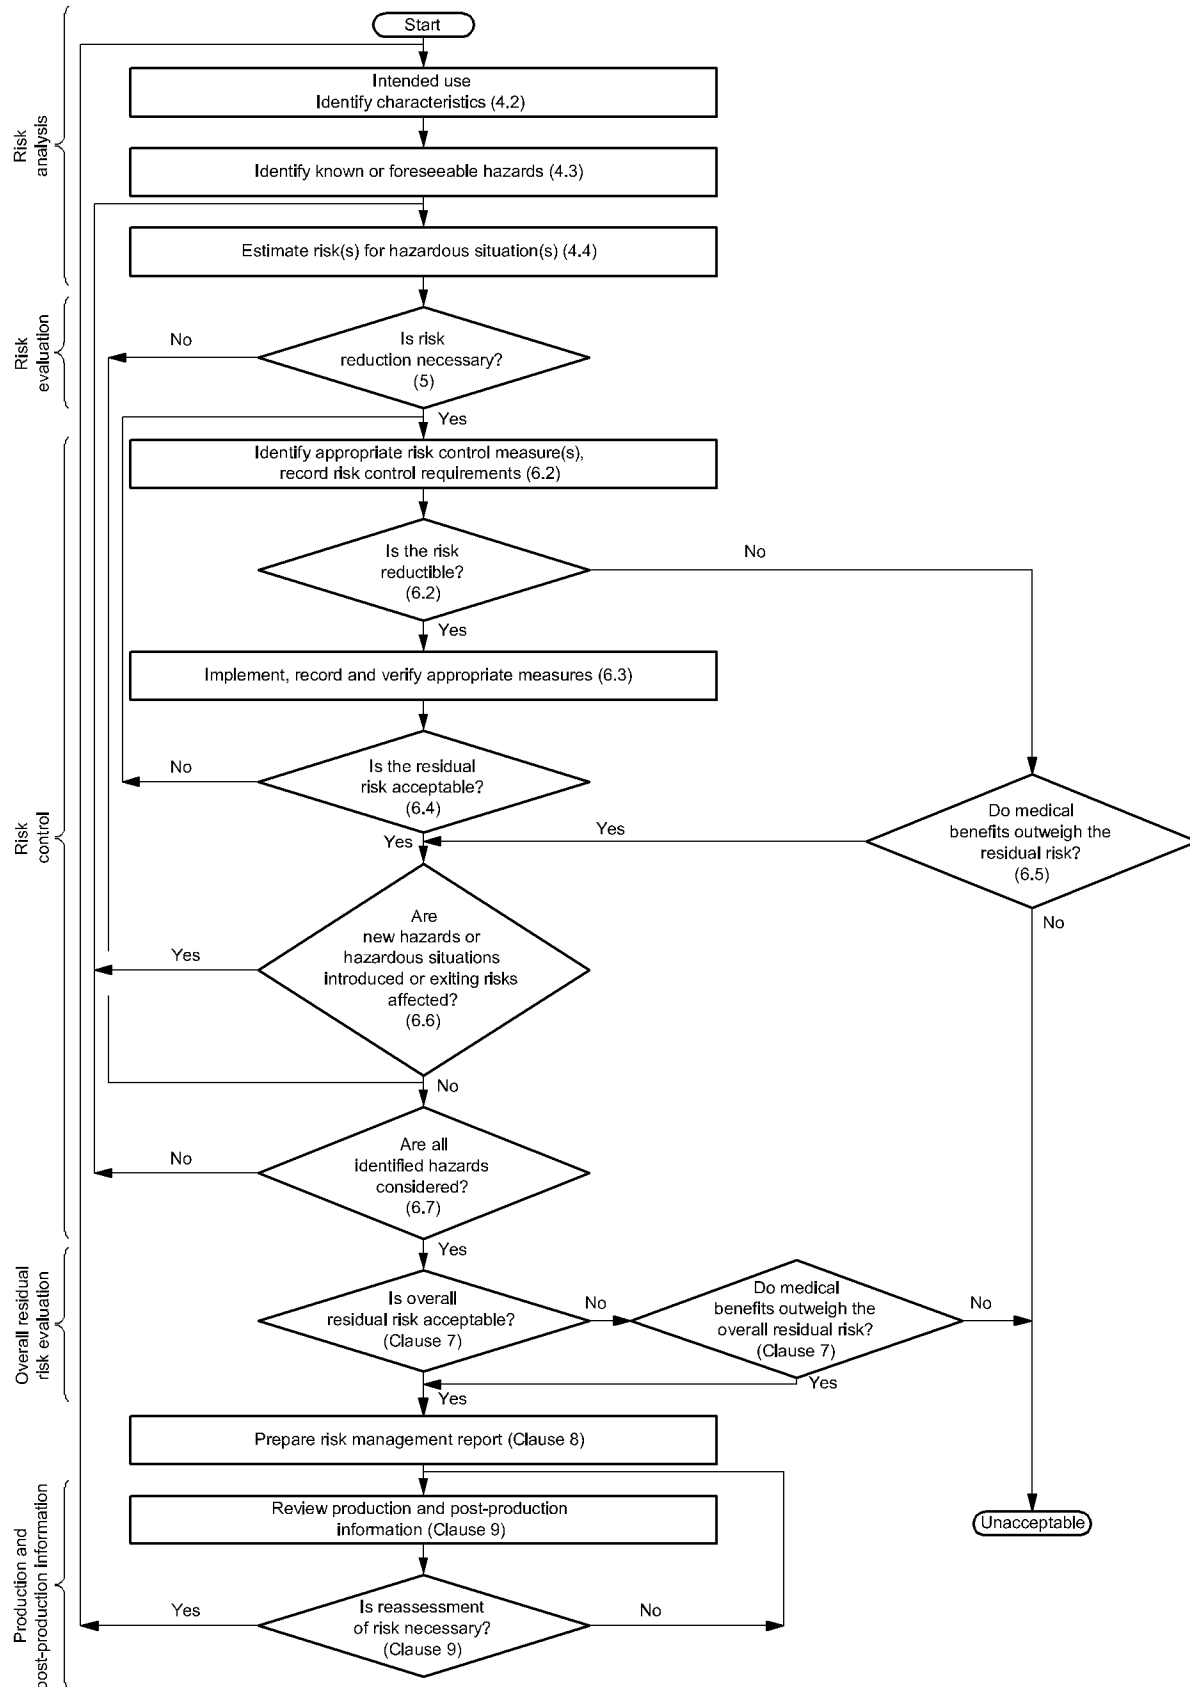 Start
Risk
analysis
Intended use
Identify characteristics (4.2)
Identify known or foreseeable hazards (4.3)
Estimate risk(s) for hazardous situation(s) (4.4)
Risk
evaluation
No
Is risk
reduction necessary?
(5)
Yes
Risk
control
Identify appropriate risk control measure(s),
record risk control requirements (6.2)
Is the risk
reductible?
(6.2)
No
Yes
Implement, record and verify appropriate measures (6.3)
No
Is the residual
risk acceptable?
(6.4)
Yes
Yes
Do medical
benefits outweigh the
residual risk?
(6.5)
No
Yes
Are
new hazards or
hazardous situations
introduced or exiting risks
affected?
(6.6)
No
No
Are all
identified hazards
considered?
(6.7)
Yes
Overall residual
risk evaluation
Is overall
residual risk acceptable?
(Clause 7)
No
Do medical
benefits outweigh the
overall residual risk?
(Clause 7)
No
Yes
Yes
Prepare risk management report (Clause 8)
Production and
post-production information
Review production and post-production
information (Clause 9)
Unacceptable
Yes
Is reassessment
of risk necessary?
(Clause 9)
No